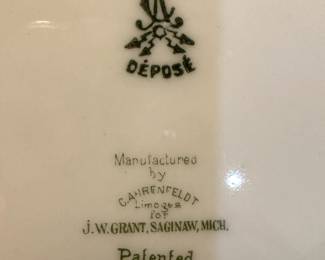 DÉPOSÉ
Manufactured
by
C. AHRENFELDT
Limoges
for
J.W. GRANT, SAGINAW, MICH.
Patented